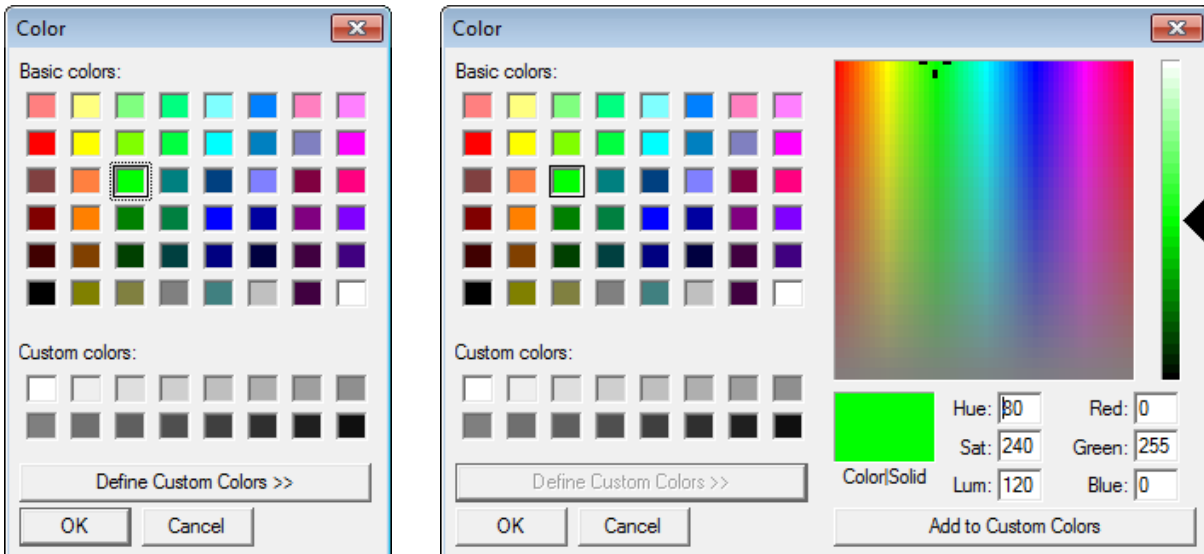 Color
Basic colors:
Custom colors:
Define Custom Colors >>
OK Cancel
Color
Basic colors:
Custom colors:
Define Custom Colors >>
OK Cancel
Color|Solid
Hue: 80 Red: 0
Sat: 240 Green: 255
Lum: 120 Blue: 0
Add to Custom Colors